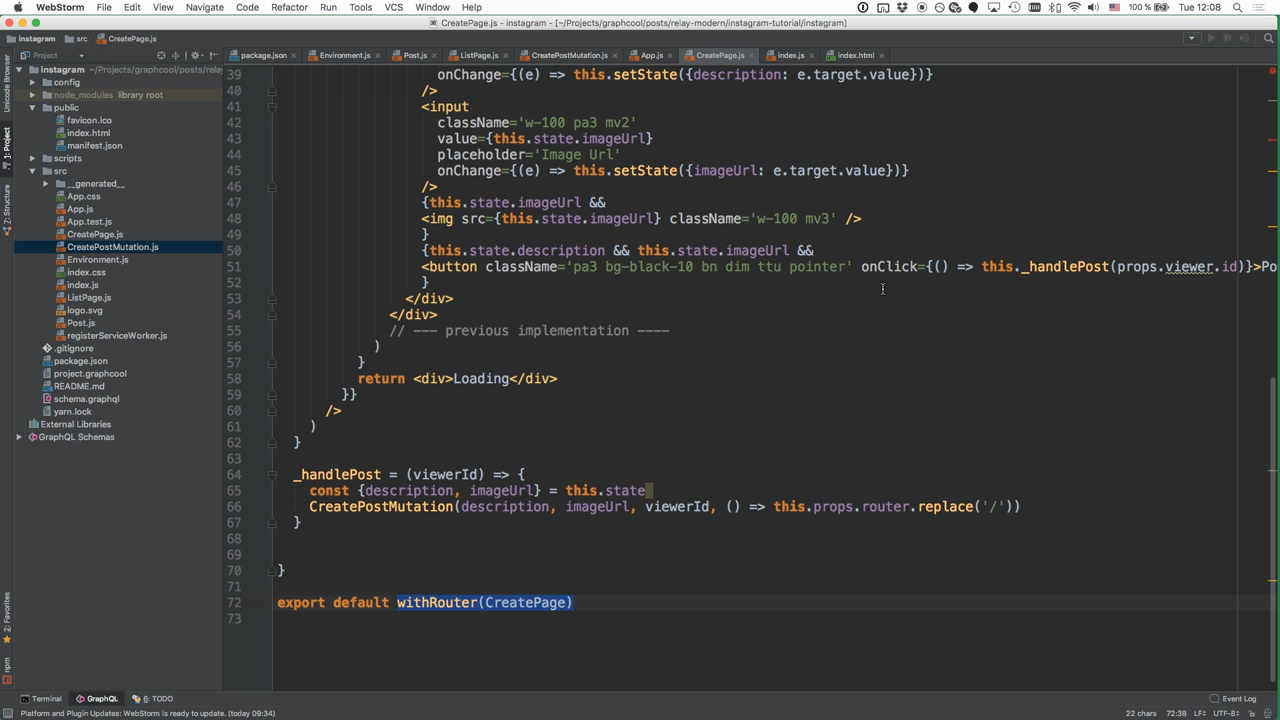 WebStorm File Edit View Navigate Code Refactor Run Tools VCS Window Help 100 % Tue 12:08
CreatePage.js - instagram - [~/Projects/graphcool/posts/relay-modern/instagram-tutorial/instagram]
instagram src CreatePage.js
Project
package.json Environment.js Post.js ListPage.js CreatePostMutation.js App.js CreatePage.js index.js index.html
Unicode Browser
1: Project
7: Structure
2: Favorites
npm
Instagram ~/Projects/graphcool/posts/relay
config
node_modules library root
public
favicon.ico
index.html
manifest.json
scripts
src
__generated__
App.css
App.js
App.test.js
CreatePage.js
CreatePostMutation.js
Environment.js
index.css
index.js
ListPage.js
logo.svg
Post.js
registerServiceWorker.js
.gitignore
package.json
project.graphcool
README.md
schema.graphql
yarn.lock
External Libraries
GraphQL Schemas
39 onChange={(e) => this.setState({description: e.target.value})}
40 />
41 <input
42 className='w-100 pa3 mv2'
43 value={this.state.imageUrl}
44 placeholder='Image Url'
45 onChange={(e) => this.setState({imageUrl: e.target.value})}
46 />
47 {this.state.imageUrl &&
48 <img src={this.state.imageUrl} className='w-100 mv3' />
49 }
50 {this.state.description && this.state.imageUrl &&
51 <button className='pa3 bg-black-10 bn dim ttu pointer' onClick={() => this._handlePost(props.viewer.id)}>Po
52 }
53 </div>
54 </div>
55 // ––– previous implementation ––––
56 )
57 }
58 return <div>Loading</div>
59 }}
60 />
61 )
62 }
63
64 _handlePost = (viewerId) => {
65 const {description, imageUrl} = this.state
66 CreatePostMutation(description, imageUrl, viewerId, () => this.props.router.replace('/'))
67 }
68
69
70 }
71
72 export default withRouter(CreatePage)
73
Terminal GraphQL 6: TODO Event Log
Platform and Plugin Updates: WebStorm is ready to update. (today 09:34) 22 chars 72:38 LF÷ UTF-8÷